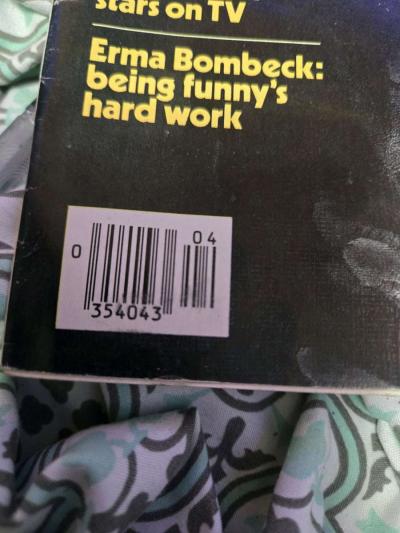 stars on TV
Erma Bombeck:
being funny's
hard work
04
0
354043